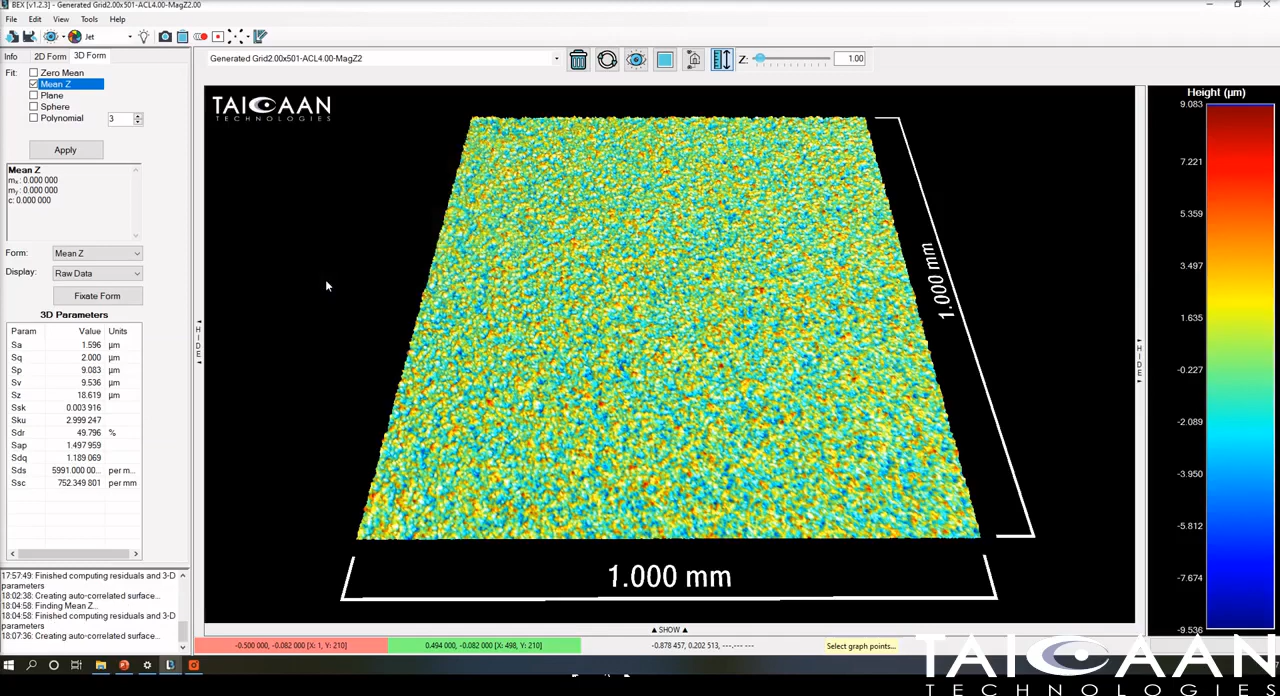 BEX [v1.2.3] - Generated Grid2.00x501-ACL4.00-MagZ2.00
File Edit View Tools Help
Jet
Info 2D Form 3D Form
Generated Grid2.00x501-ACL4.00-MagZ2
Z: 1.00
Fit: Zero Mean
Mean Z
Plane
Sphere
Polynomial 3
Apply
Mean Z
mx: 0.000 000
my: 0.000 000
c: 0.000 000
Form: Mean Z
Display: Raw Data
Fixate Form
3D Parameters
Param Value Units
Sa 1.596 µm
Sq 2.000 µm
Sp 9.083 µm
Sv 9.536 µm
Sz 18.619 µm
Ssk 0.003 916
Sku 2.999 247
Sdr 49.796 %
Sap 1.497 959
Sdq 1.189 069
Sds 5991.000 00... per m...
Ssc 752.349 801 per mm
17:57:49: Finished computing residuals and 3-D
parameters
18:02:38: Creating auto-correlated surface...
18:04:58: Finding Mean Z...
18:04:58: Finished computing residuals and 3-D
parameters
18:07:36: Creating auto-correlated surface...
HIDE
TAICAAN
TECHNOLOGIES
1.000 mm
1.000 mm
HIDE
Height (µm)
9.083
7.221
5.359
3.497
1.635
-0.227
-2.089
-3.950
-5.812
-7.674
-9.536
▲ SHOW ▲
-0.500 000, -0.082 000 [X: 1, Y: 210]
0.494 000, -0.082 000 [X: 498, Y: 210]
-0.878 457, 0.202 513, ---.--- ---
Select graph points...
TAICAAN
TECHNOLOGIES